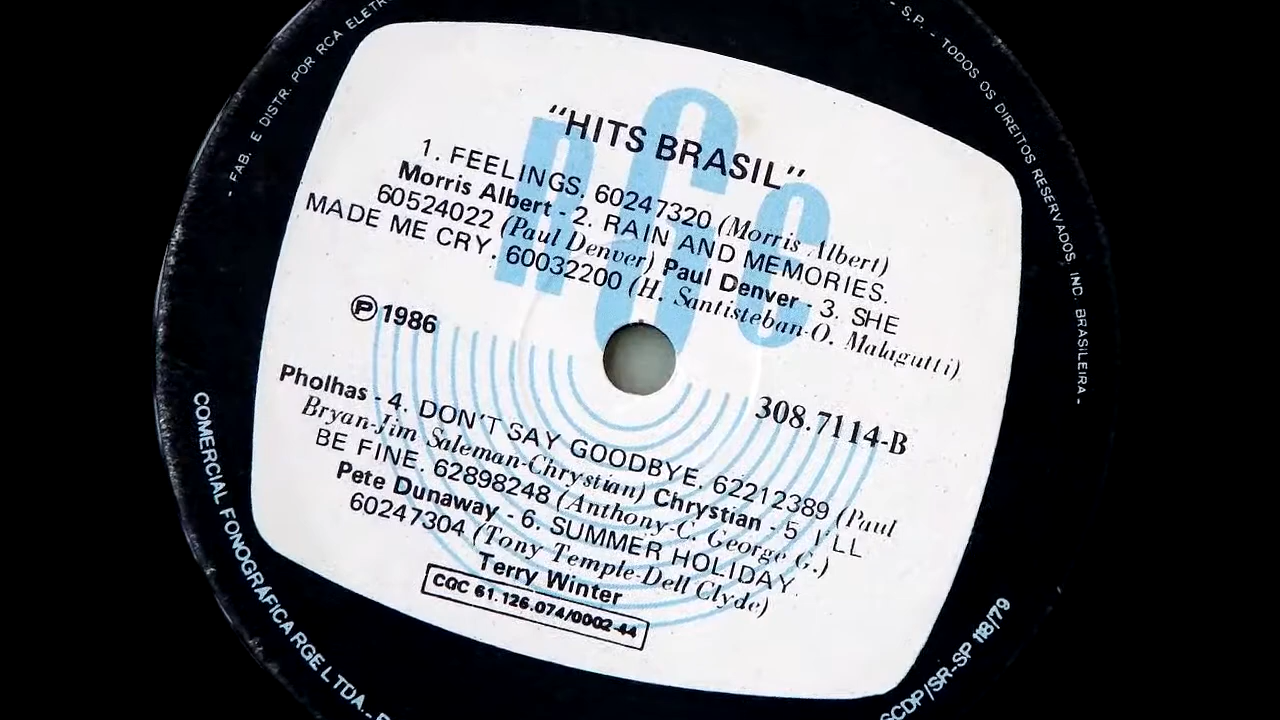 "HITS BRASIL"
1. FEELINGS. 60247320 (Morris Albert)
Morris Albert - 2. RAIN AND MEMORIES.
60524022 (Paul Denver) Paul Denver - 3. SHE
MADE ME CRY. 60032200 (H. Santisteban-O. Malagutti)
Ⓟ1986
308.7114-B
Pholhas - 4. DON'T SAY GOODBYE. 62212389 (Paul
Bryan-Jim Saleman-Chrystian) Chrystian - 5 I'LL
BE FINE. 62898248 (Anthony-C. George G.)
Pete Dunaway - 6. SUMMER HOLIDAY.
60247304 (Tony Temple-Dell Clyde)
Terry Winter
CGC 61.126.074/0002-44
RGE
- FAB. E DISTR. POR RCA
S.P. - TODOS OS DIREITOS RESERVADOS. IND. BRASILEIRA -
COMERCIAL FONOGRAFICA RGE LTDA.
SCDP/SR-SP 118/79